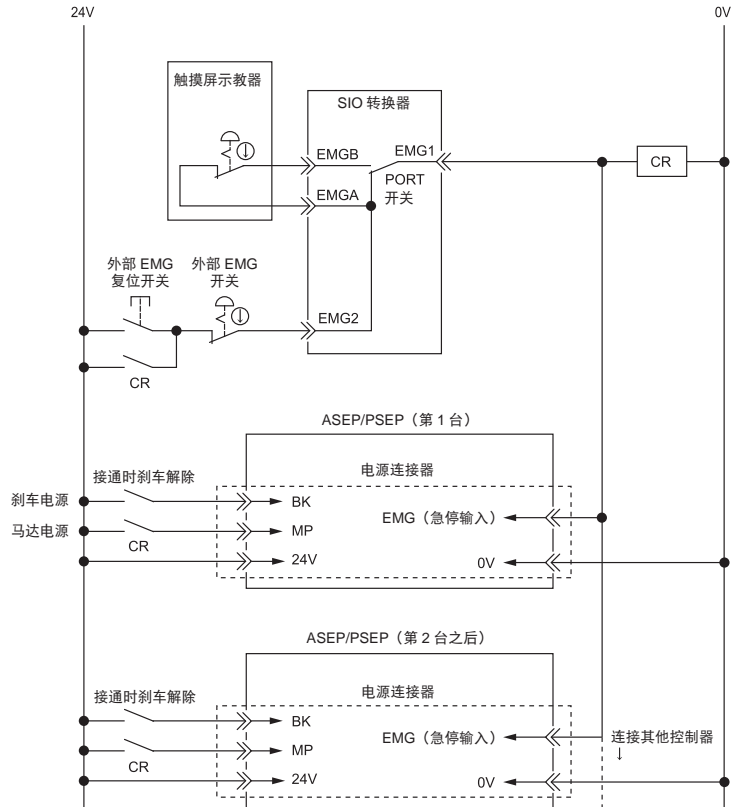 24V
0V
触摸屏示教器
SIO 转换器
EMGB
EMG1
CR
PORT
开关
EMGA
外部 EMG
复位开关
外部 EMG
开关
EMG2
CR
ASEP/PSEP（第 1 台）
电源连接器
接通时刹车解除
刹车电源
BK
EMG（急停输入）
马达电源
MP
CR
24V
0V
ASEP/PSEP（第 2 台之后）
电源连接器
接通时刹车解除
BK
EMG（急停输入）
连接其他控制器
↓
MP
CR
24V
0V